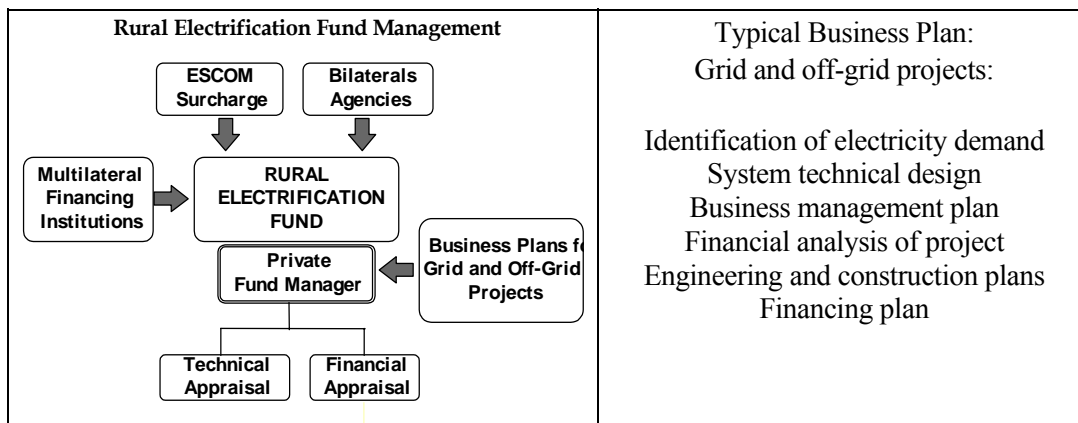 Rural Electrification Fund Management
ESCOM
Surcharge
Bilaterals
Agencies
Multilateral
Financing
Institutions
RURAL
ELECTRIFICATION
FUND
Private
Fund Manager
Business Plans f
Grid and Off-Grid
Projects
Technical
Appraisal
Financial
Appraisal
Typical Business Plan:
Grid and off-grid projects:
Identification of electricity demand
System technical design
Business management plan
Financial analysis of project
Engineering and construction plans
Financing plan